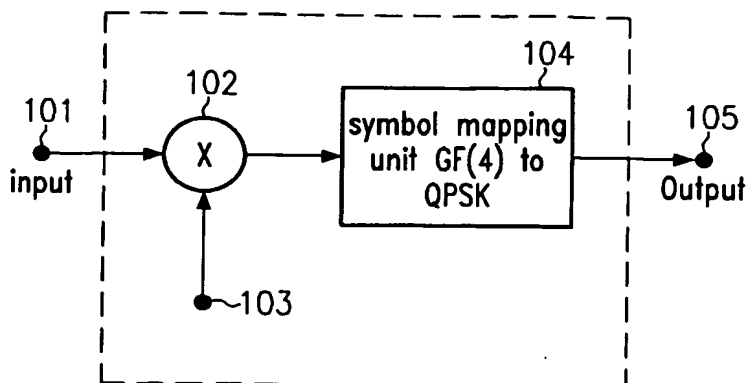 104
102
101
105
X
symbol mapping
unit GF(4) to
QPSK
input
Output
103